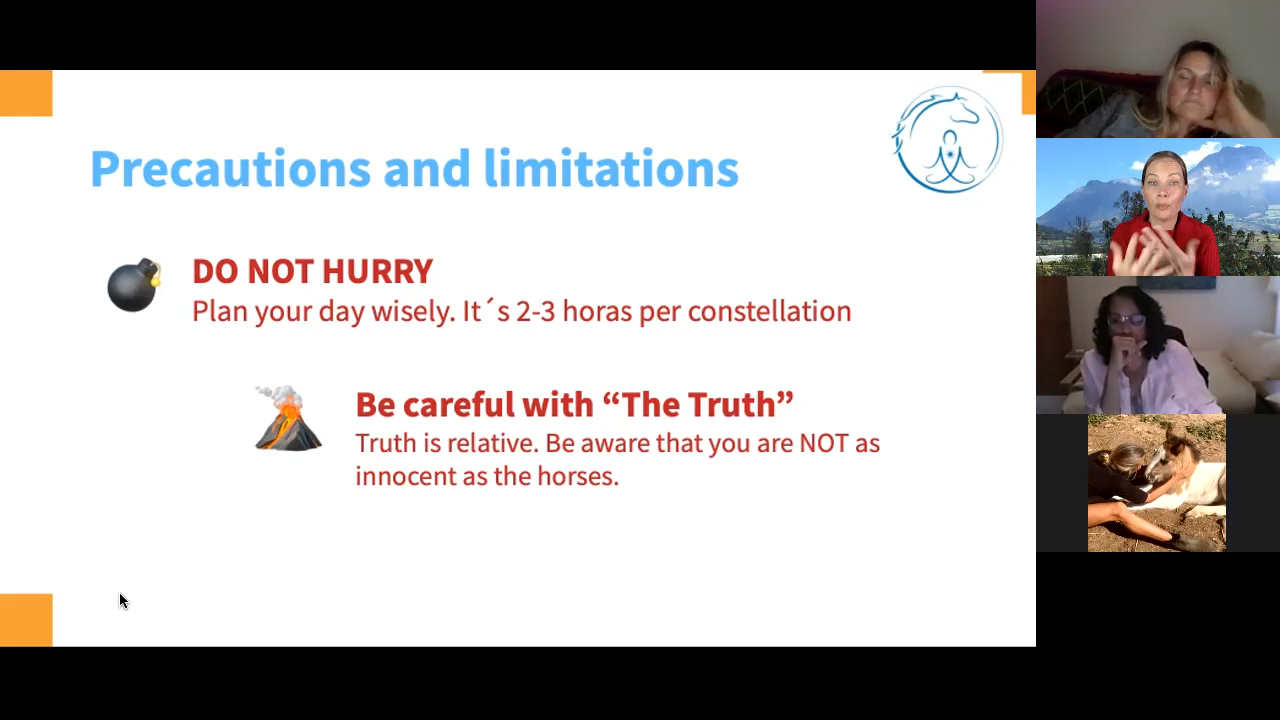 Precautions and limitations
DO NOT HURRY
Plan your day wisely. It´s 2-3 horas per constellation
Be careful with “The Truth”
Truth is relative. Be aware that you are NOT as
innocent as the horses.